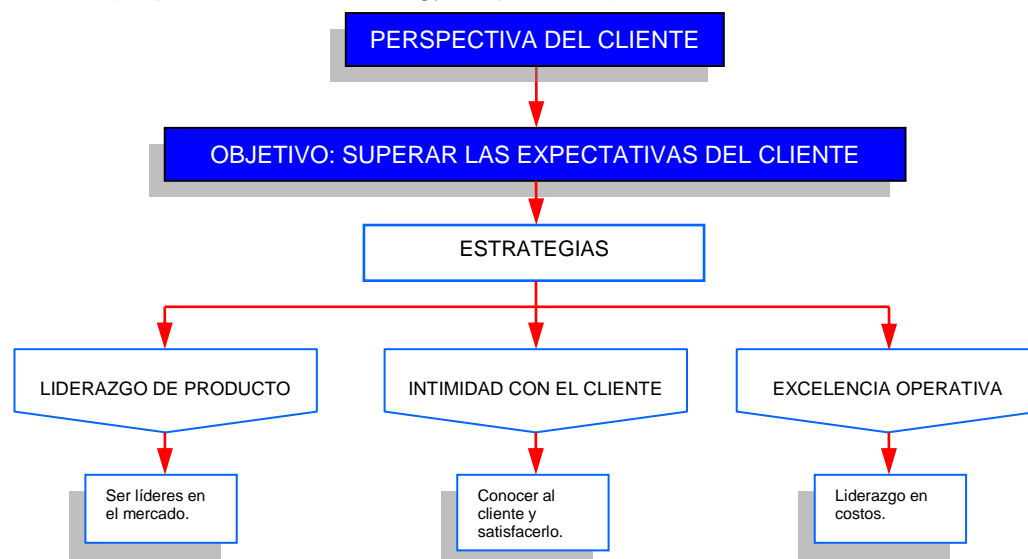 PERSPECTIVA DEL CLIENTE
OBJETIVO: SUPERAR LAS EXPECTATIVAS DEL CLIENTE
ESTRATEGIAS
LIDERAZGO DE PRODUCTO
INTIMIDAD CON EL CLIENTE
EXCELENCIA OPERATIVA
Ser líderes en
el mercado.
Conocer al
cliente y
satisfacerlo.
Liderazgo en
costos.